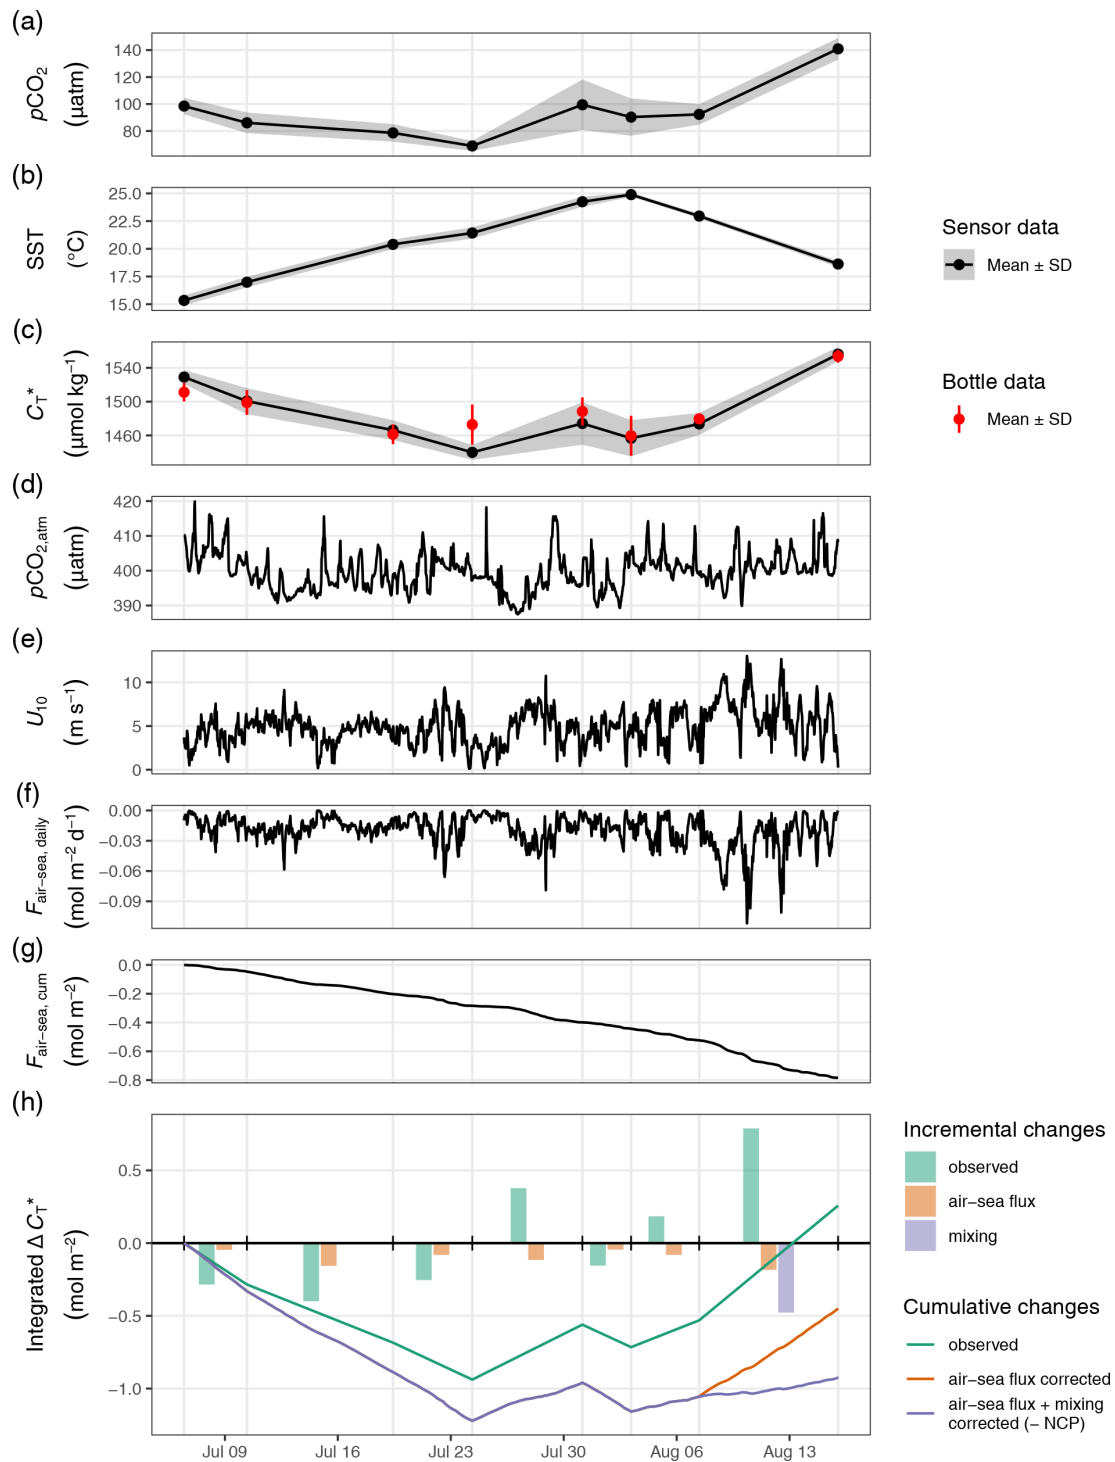 (a)
pCO2
(µatm)
140
120
100
80
(b)
SST
(°C)
25.0
22.5
20.0
17.5
15.0
Sensor data
Mean ± SD
(c)
CT*
(µmol kg−1)
1540
1500
1460
Bottle data
Mean ± SD
(d)
pCO2,atm
(µatm)
420
410
400
390
(e)
U10
(m s−1)
10
5
0
(f)
Fair−sea, daily
(mol m−2 d−1)
0.00
−0.03
−0.06
−0.09
(g)
Fair−sea, cum
(mol m−2)
0.0
−0.2
−0.4
−0.6
−0.8
(h)
Integrated Δ CT*
(mol m−2)
0.5
0.0
−0.5
−1.0
Jul 09
Jul 16
Jul 23
Jul 30
Aug 06
Aug 13
Incremental changes
observed
air−sea flux
mixing
Cumulative changes
observed
air−sea flux corrected
air−sea flux + mixing
corrected (− NCP)